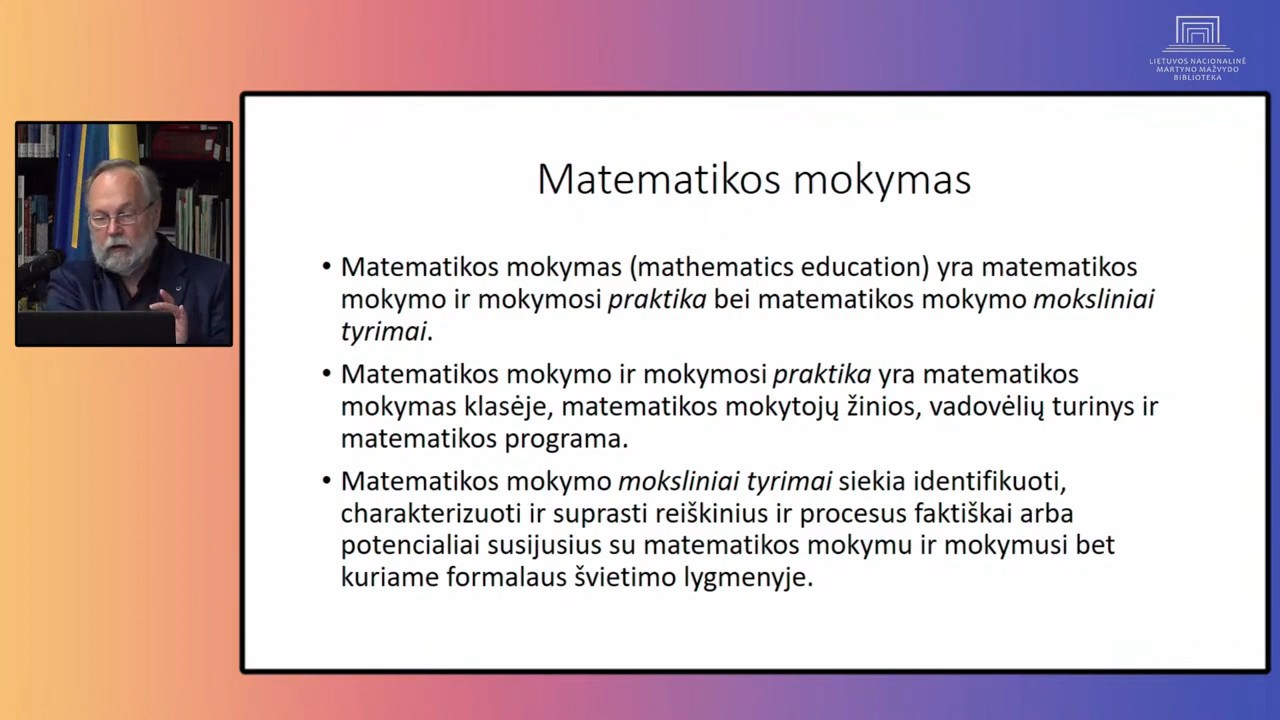 LIETUVOS NACIONALINĖ
MARTYNO MAŽVYDO
BIBLIOTEKA
Matematikos mokymas
• Matematikos mokymas (mathematics education) yra matematikos
mokymo ir mokymosi praktika bei matematikos mokymo moksliniai
tyrimai.
• Matematikos mokymo ir mokymosi praktika yra matematikos
mokymas klasėje, matematikos mokytojų žinios, vadovėlių turinys ir
matematikos programa.
• Matematikos mokymo moksliniai tyrimai siekia identifikuoti,
charakterizuoti ir suprasti reiškinius ir procesus faktiškai arba
potencialiai susijusius su matematikos mokymu ir mokymusi bet
kuriame formalaus švietimo lygmenyje.